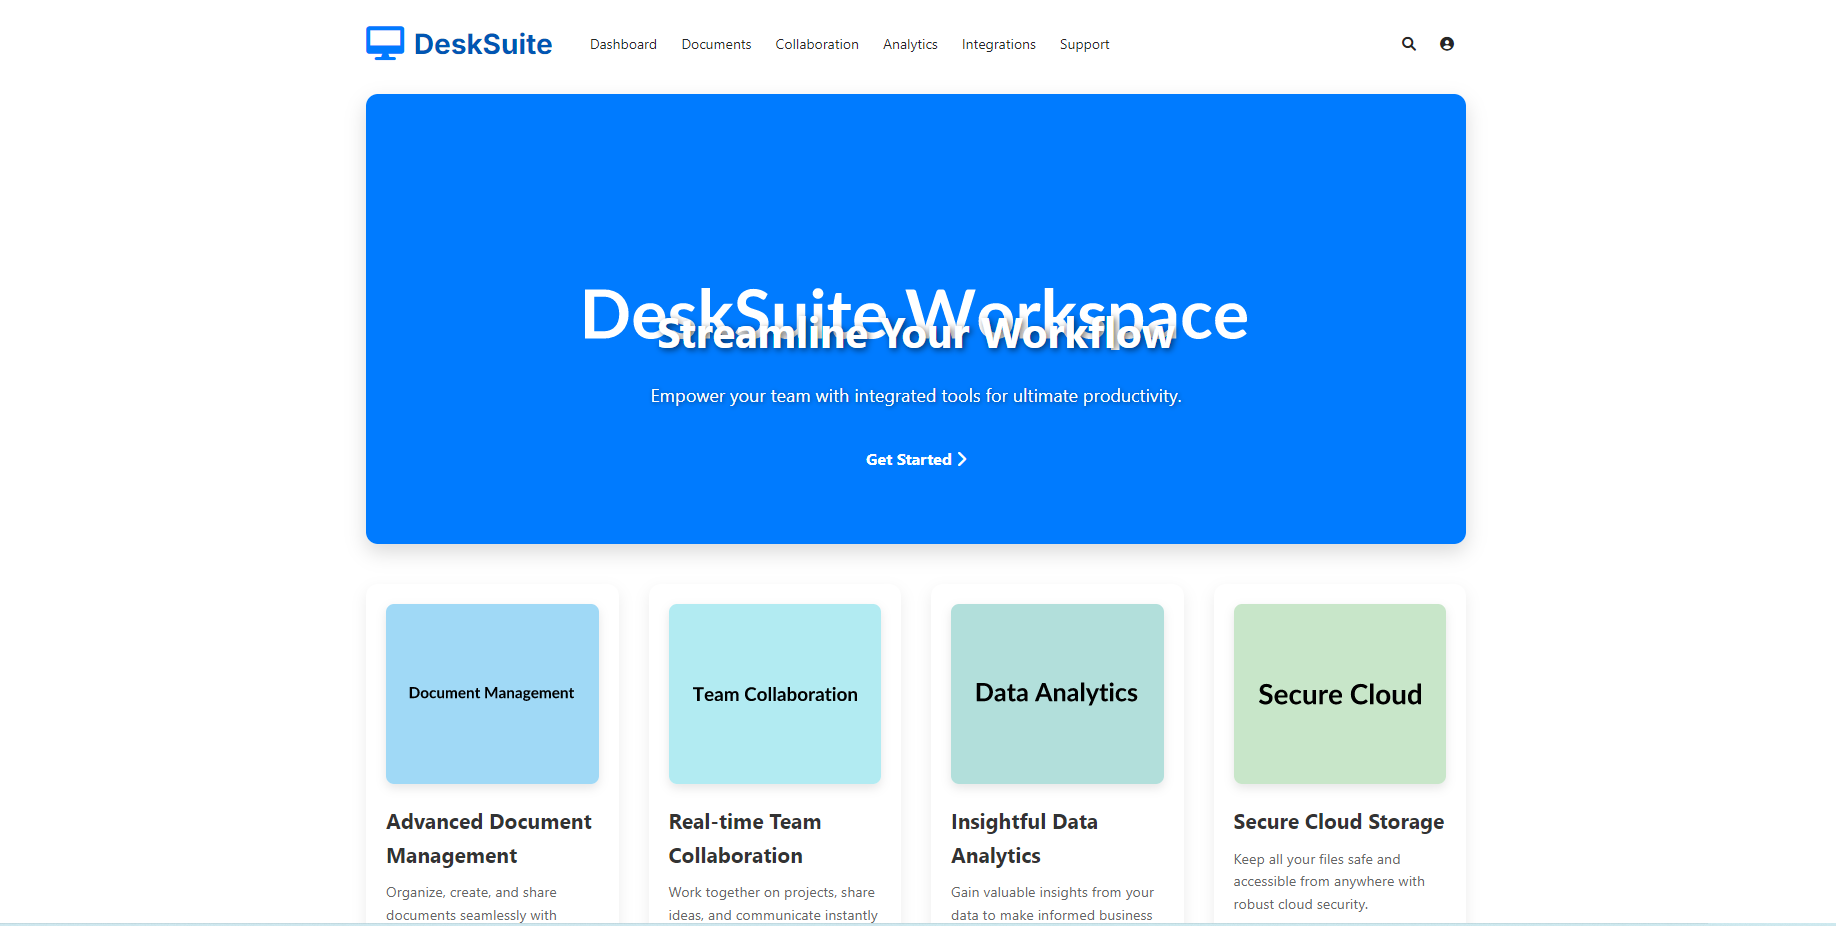 DeskSuite
Dashboard Documents Collaboration Analytics Integrations Support
DeskSuite Workspace
Streamline Your Workflow
Empower your team with integrated tools for ultimate productivity.
Get Started
Document Management
Team Collaboration
Data Analytics
Secure Cloud
Advanced Document
Management
Organize, create, and share
documents seamlessly with
Real-time Team
Collaboration
Work together on projects, share
ideas, and communicate instantly
Insightful Data
Analytics
Gain valuable insights from your
data to make informed business
Secure Cloud Storage
Keep all your files safe and
accessible from anywhere with
robust cloud security.